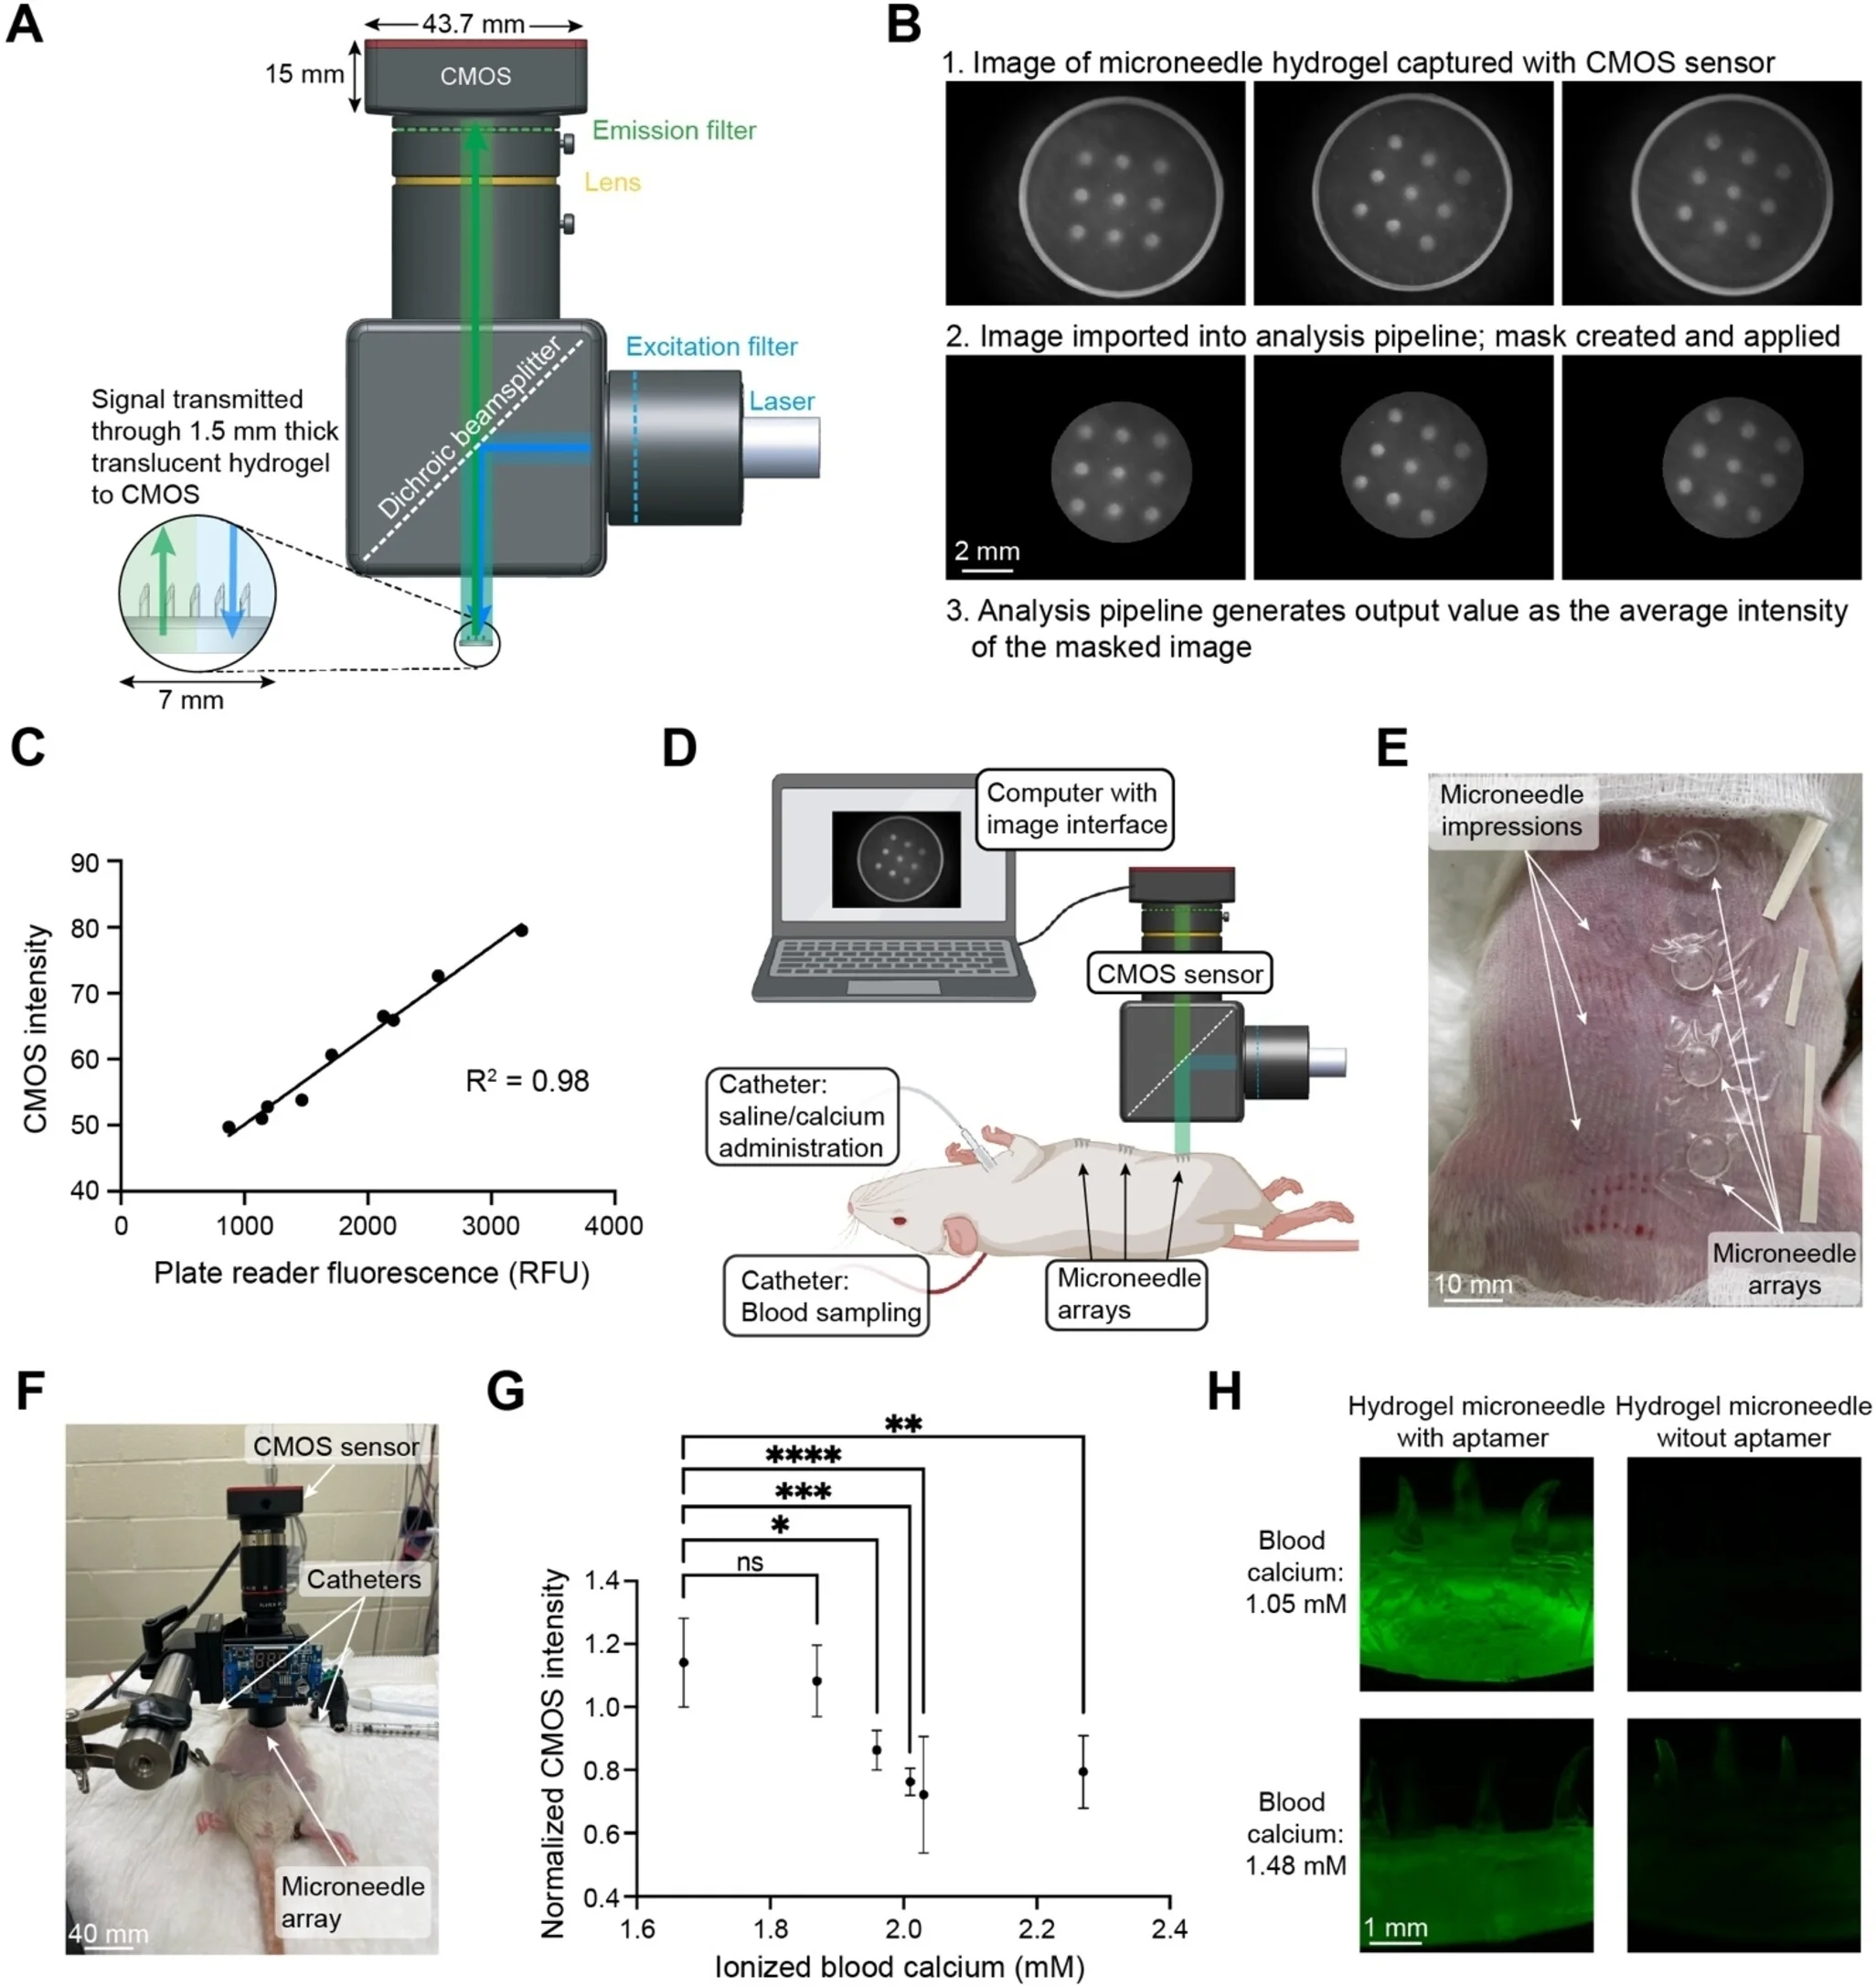 A
43.7 mm
15 mm
CMOS
Emission filter
Lens
Excitation filter
Laser
Dichroic beamsplitter
Signal transmitted
through 1.5 mm thick
translucent hydrogel
to CMOS
7 mm
B
1. Image of microneedle hydrogel captured with CMOS sensor
2. Image imported into analysis pipeline; mask created and applied
2 mm
3. Analysis pipeline generates output value as the average intensity
of the masked image
C
90
80
70
60
50
40
CMOS intensity
R² = 0.98
0 1000 2000 3000 4000
Plate reader fluorescence (RFU)
D
Computer with
image interface
CMOS sensor
Catheter:
saline/calcium
administration
Catheter:
Blood sampling
Microneedle
arrays
E
Microneedle
impressions
Microneedle
arrays
10 mm
F
CMOS sensor
Catheters
Microneedle
array
40 mm
G
**
****
***
*
ns
1.4
1.2
1.0
0.8
0.6
0.4
Normalized CMOS intensity
1.6 1.8 2.0 2.2 2.4
Ionized blood calcium (mM)
H
Hydrogel microneedle
with aptamer
Hydrogel microneedle
witout aptamer
Blood
calcium:
1.05 mM
Blood
calcium:
1.48 mM
1 mm